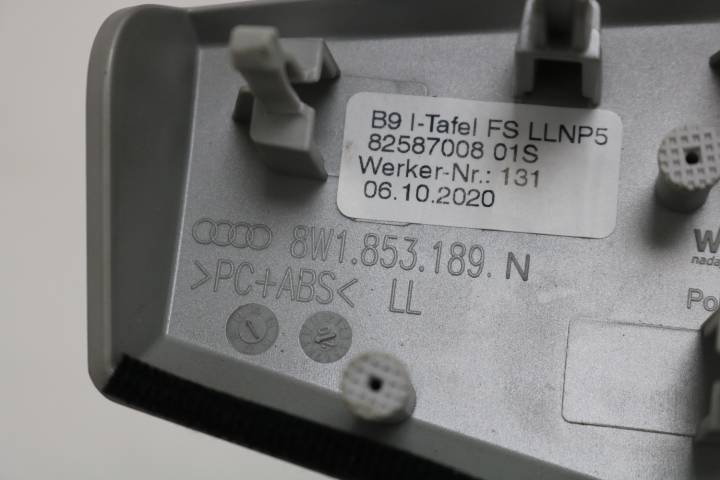 B9 I-Tafel FS LLNP5
82587008 01S
Werker-Nr.: 131
06.10.2020
8W1.853.189. N
>PC+ABS< LL